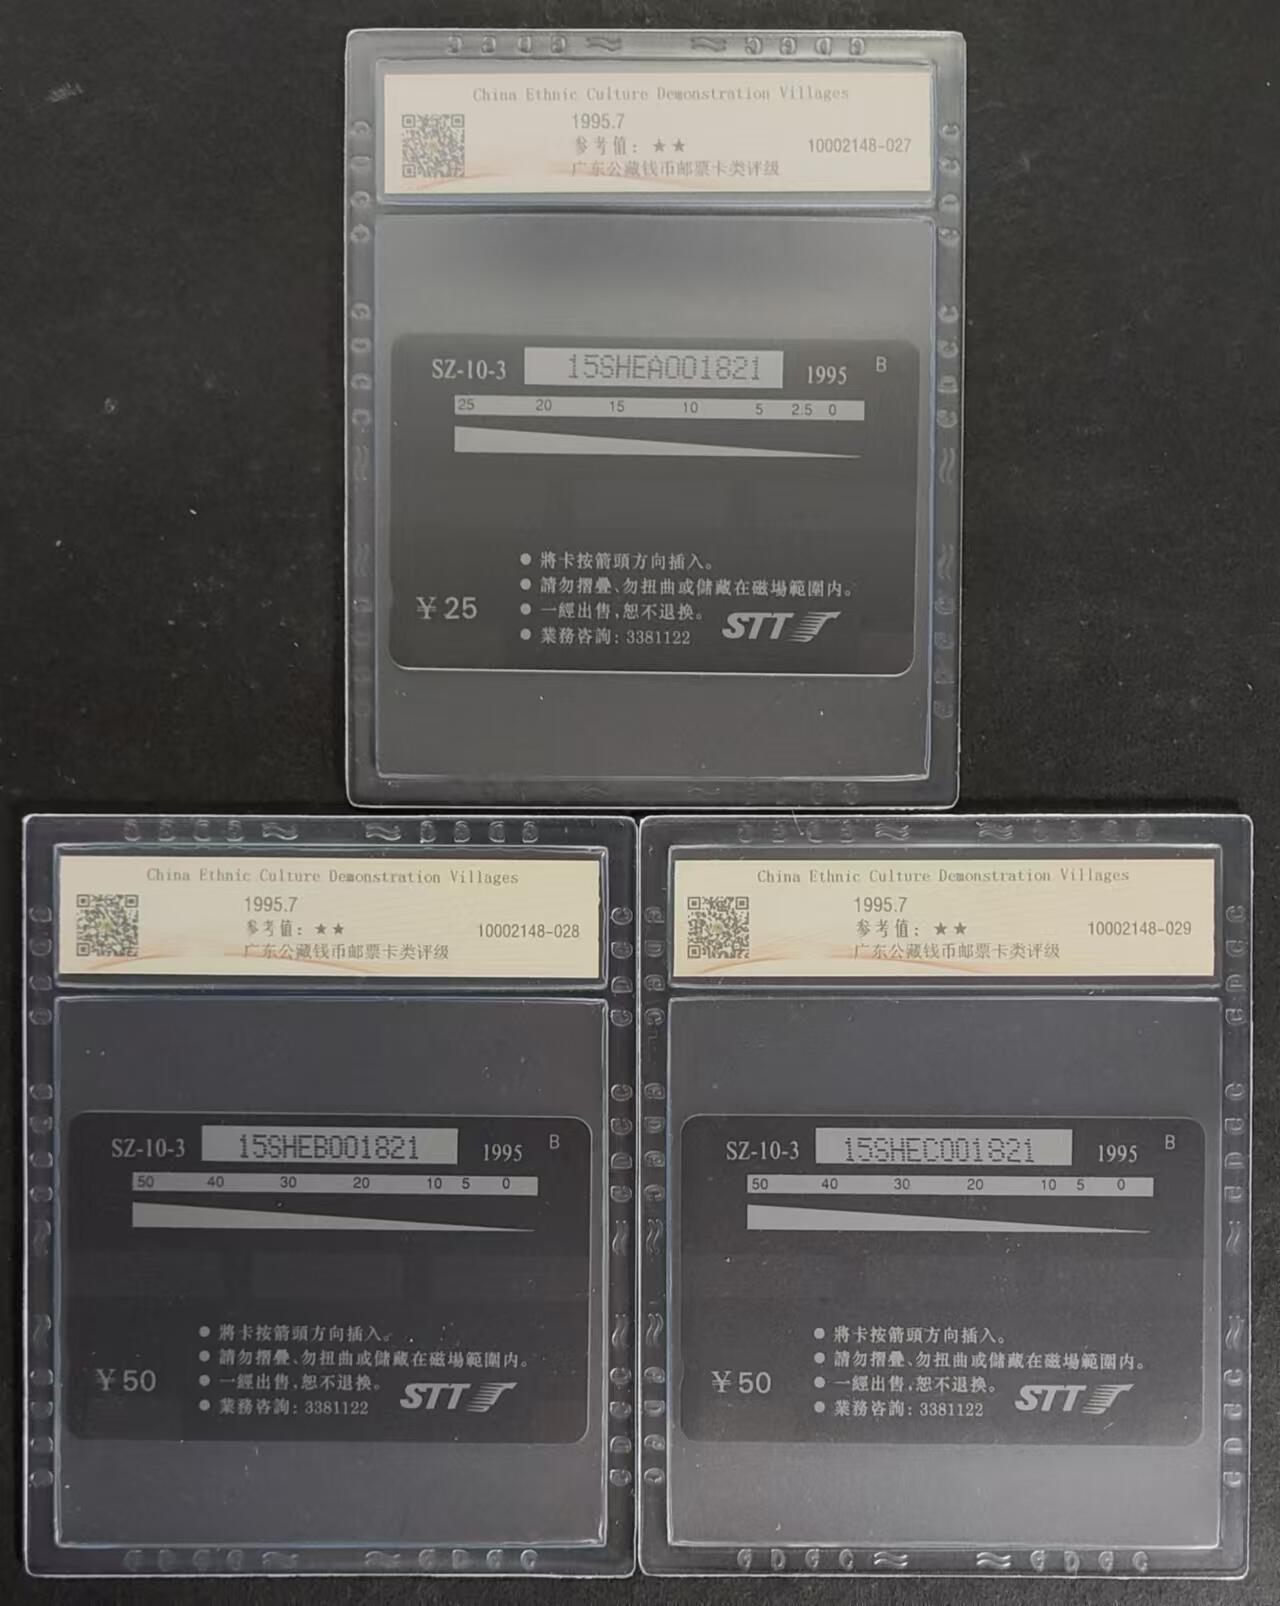 China Ethnic Culture Demonstration Villages
1995.7
参考值：★★
10002148-027
广东公藏钱币邮票卡类评级
SZ-10-3 15SHEA001821 1995 B
25 20 15 10 5 2.5 0
● 將卡按箭頭方向插入。
● 請勿摺疊、勿扭曲或儲藏在磁場範圍内。
● 一經出售,恕不退换。
● 業務咨詢: 3381122
¥25
STT
China Ethnic Culture Demonstration Villages
1995.7
参考值：★★
10002148-028
广东公藏钱币邮票卡类评级
SZ-10-3 15SHEB001821 1995 B
50 40 30 20 10 5 0
● 將卡按箭頭方向插入。
● 請勿摺疊、勿扭曲或儲藏在磁場範圍内。
● 一經出售,恕不退换。
● 業務咨詢: 3381122
¥50
STT
China Ethnic Culture Demonstration Villages
1995.7
参考值：★★
10002148-029
广东公藏钱币邮票卡类评级
SZ-10-3 15SHEC001821 1995 B
50 40 30 20 10 5 0
● 將卡按箭頭方向插入。
● 請勿摺疊、勿扭曲或儲藏在磁場範圍内。
● 一經出售,恕不退换。
● 業務咨詢: 3381122
¥50
STT